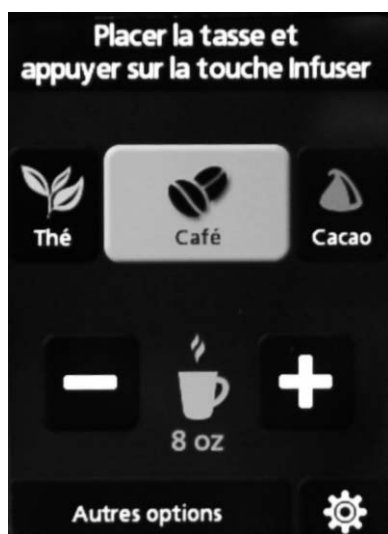 Placer la tasse et
appuyer sur la touche Infuser
Thé
Café
Cacao
8 oz
Autres options